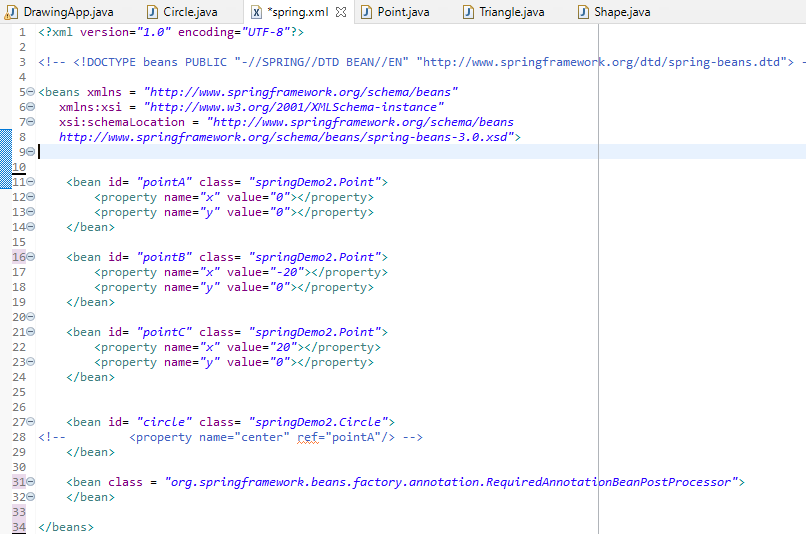 DrawingApp.java Circle.java *spring.xml Point.java Triangle.java Shape.java
1 <?xml version="1.0" encoding="UTF-8"?>
2
3 <!-- <!DOCTYPE beans PUBLIC "-//SPRING//DTD BEAN//EN" "http://www.springframework.org/dtd/spring-beans.dtd"> -
4
5 <beans xmlns = "http://www.springframework.org/schema/beans"
6 xmlns:xsi = "http://www.w3.org/2001/XMLSchema-instance"
7 xsi:schemaLocation = "http://www.springframework.org/schema/beans
8 http://www.springframework.org/schema/beans/spring-beans-3.0.xsd">
9
10
11 <bean id= "pointA" class= "springDemo2.Point">
12 <property name="x" value="0"></property>
13 <property name="y" value="0"></property>
14 </bean>
15
16 <bean id= "pointB" class= "springDemo2.Point">
17 <property name="x" value="-20"></property>
18 <property name="y" value="0"></property>
19 </bean>
20
21 <bean id= "pointC" class= "springDemo2.Point">
22 <property name="x" value="20"></property>
23 <property name="y" value="0"></property>
24 </bean>
25
26
27 <bean id= "circle" class= "springDemo2.Circle">
28 <!-- <property name="center" ref="pointA"/> -->
29 </bean>
30
31 <bean class = "org.springframework.beans.factory.annotation.RequiredAnnotationBeanPostProcessor">
32 </bean>
33
34 </beans>